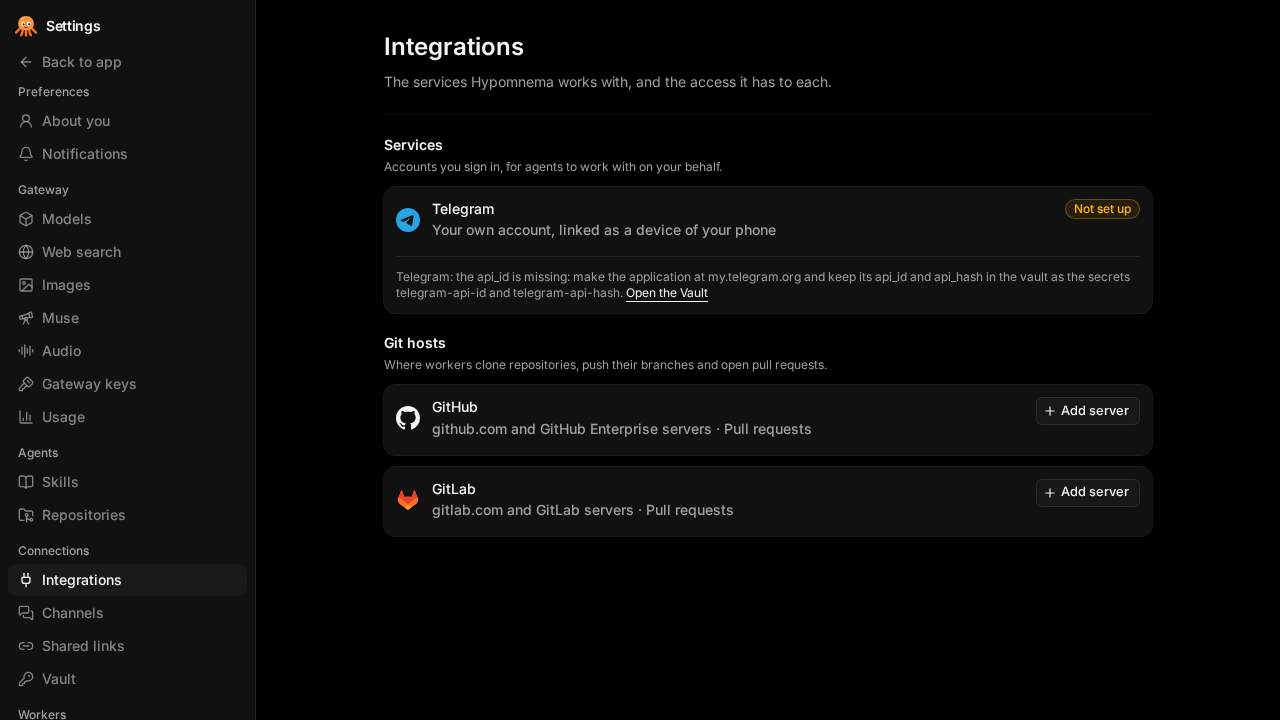 Settings
Back to app
Preferences
About you
Notifications
Gateway
Models
Web search
Images
Muse
Audio
Gateway keys
Usage
Agents
Skills
Repositories
Connections
Integrations
Channels
Shared links
Vault
Workers
Integrations
The services Hypomnema works with, and the access it has to each.
Services
Accounts you sign in, for agents to work with on your behalf.
Telegram
Not set up
Your own account, linked as a device of your phone
Telegram: the api_id is missing: make the application at my.telegram.org and keep its api_id and api_hash in the vault as the secrets
telegram-api-id and telegram-api-hash. Open the Vault
Git hosts
Where workers clone repositories, push their branches and open pull requests.
GitHub
Add server
github.com and GitHub Enterprise servers · Pull requests
GitLab
Add server
gitlab.com and GitLab servers · Pull requests